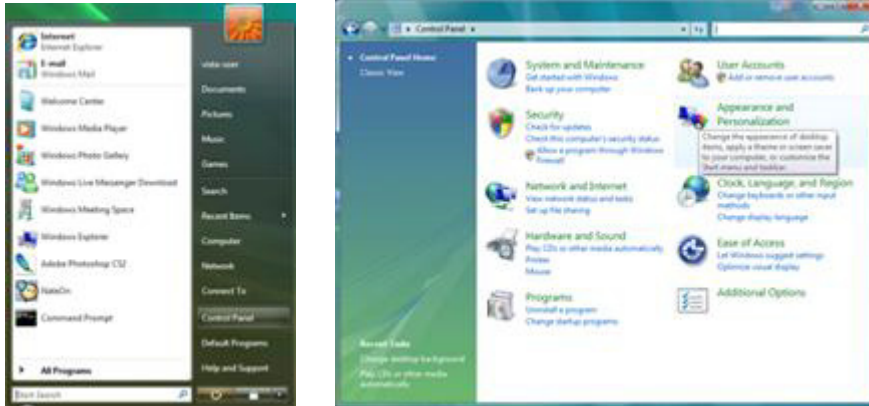 Internet
Internet Explorer
E-mail
Windows Mail
Welcome Center
Windows Media Player
Windows Photo Gallery
Windows Live Messenger Download
Windows Meeting Space
Windows Explorer
Adobe Photoshop CS2
NateOn
Command Prompt
All Programs
Start Search
vista user
Documents
Pictures
Music
Games
Search
Recent Items
Computer
Network
Connect To
Control Panel
Default Programs
Help and Support
Control Panel
Control Panel Home
Classic View
Recent Tasks
Change desktop background
Play CDs or other media
automatically
System and Maintenance
Get started with Windows
Back up your computer
Security
Check for updates
Check this computer's security status
Allow a program through Windows
Firewall
Network and Internet
View network status and tasks
Set up file sharing
Hardware and Sound
Play CDs or other media automatically
Printer
Mouse
Programs
Uninstall a program
Change startup programs
User Accounts
Add or remove user accounts
Appearance and
Personalization
Change the appearance of desktop
items, apply a theme or screen saver
to your computer, or customize the
Start menu and taskbar.
Clock, Language, and Region
Change keyboards or other input
methods
Change display language
Ease of Access
Let Windows suggest settings
Optimize visual display
Additional Options